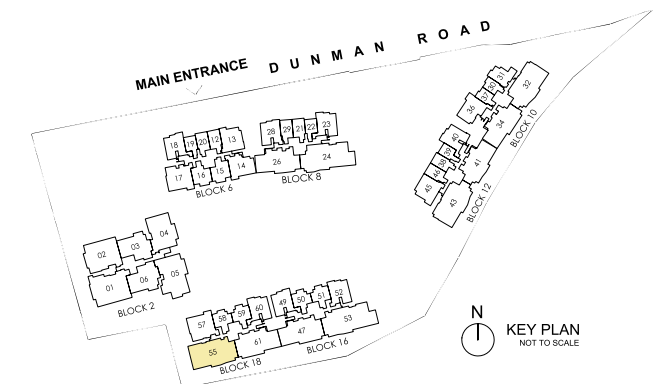 DUNMAN ROAD
MAIN ENTRANCE
18 19 20 12 13
28 29 21 22 23
17 16 15 14
26 24
BLOCK 6
BLOCK 8
31
30
32
37
36
34
BLOCK 10
40
39
38
41
46
45
43
BLOCK 12
02 03 04
01 06 05
BLOCK 2
57 58 59 60
49 50 51 52
55 61 47 53
BLOCK 18
BLOCK 16
N
KEY PLAN
NOT TO SCALE